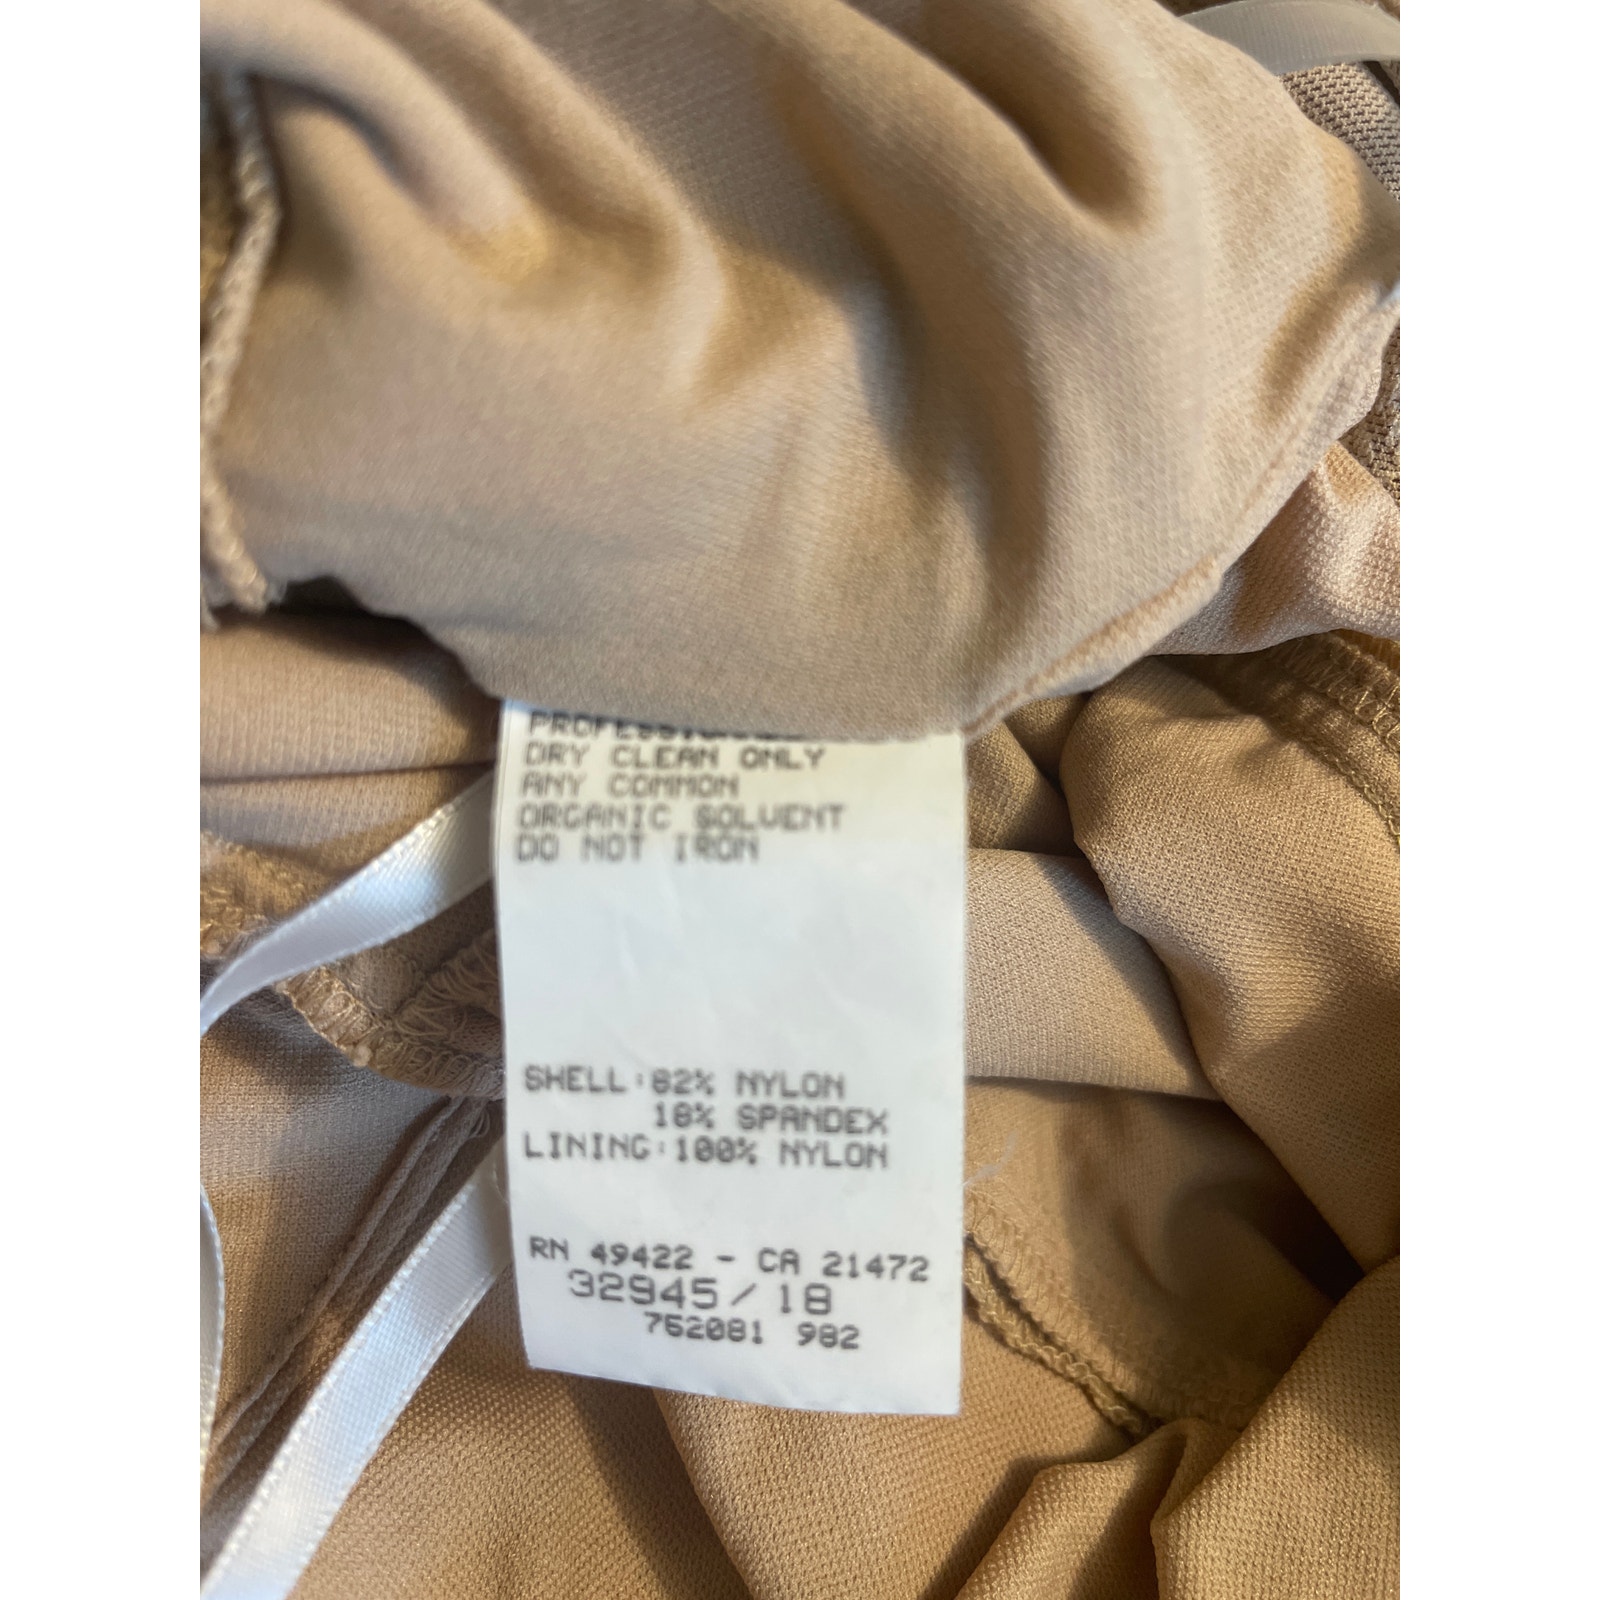 PROFESSIONAL
DRY CLEAN ONLY
ANY COMMON
ORGANIC SOLVENT
DO NOT IRON
SHELL:82% NYLON
18% SPANDEX
LINING:100% NYLON
RN 49422 - CA 21472
32945/18
762081 982